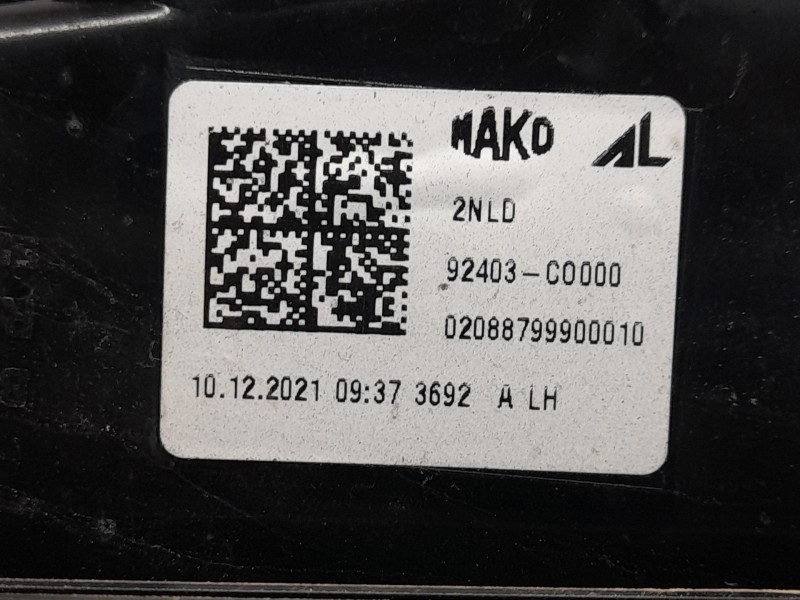 MAKO AL
2NLD
92403-C0000
02088799900010
10.12.2021 09:37 3692 A LH